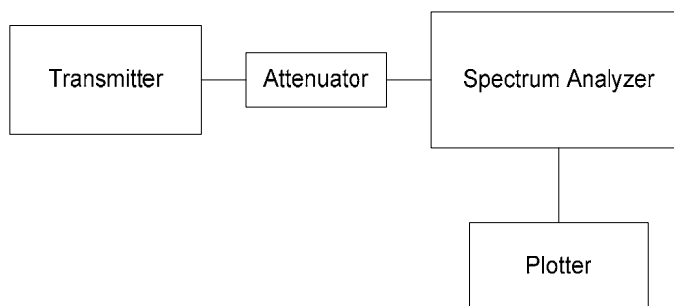 Transmitter
Attenuator
Spectrum Analyzer
Plotter